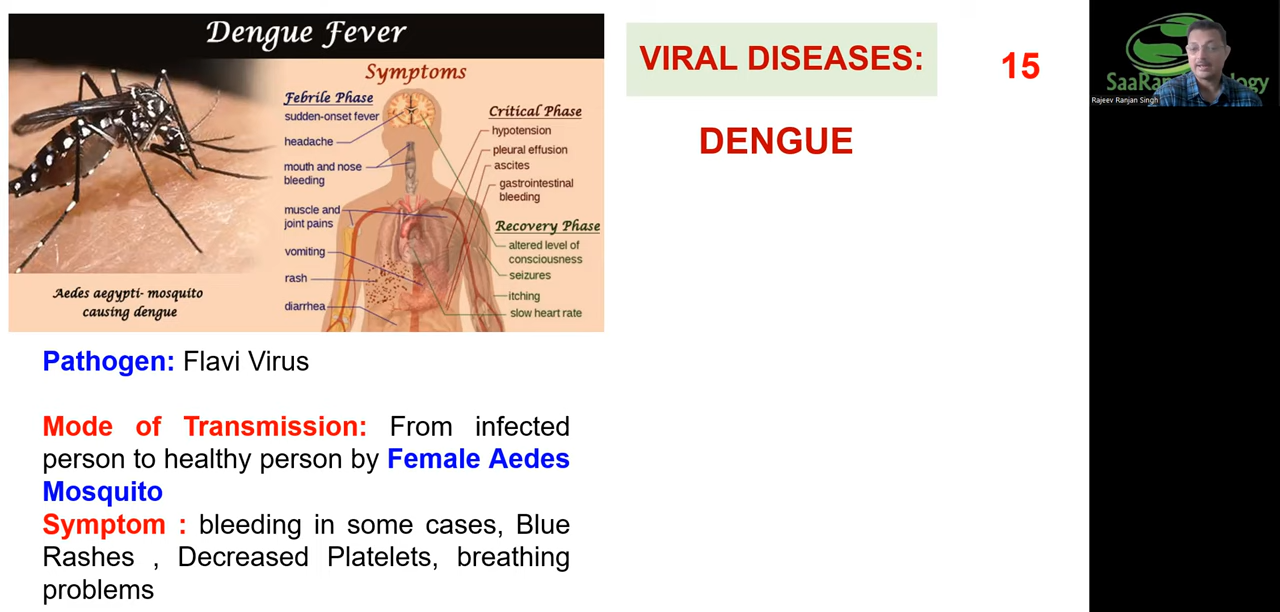 Dengue Fever
Symptoms
Febrile Phase
sudden-onset fever
headache
mouth and nose
bleeding
muscle and
joint pains
vomiting
rash
diarrhea
Critical Phase
hypotension
pleural effusion
ascites
gastrointestinal
bleeding
Recovery Phase
altered level of
consciousness
seizures
itching
slow heart rate
Aedes aegypti- mosquito
causing dengue
VIRAL DISEASES:
15
DENGUE
Pathogen: Flavi Virus
Mode of Transmission: From infected
person to healthy person by Female Aedes
Mosquito
Symptom : bleeding in some cases, Blue
Rashes , Decreased Platelets, breathing
problems
Rajeev Ranjan Singh